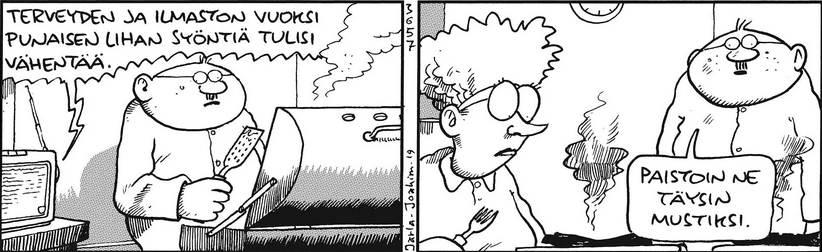 TERVEYDEN JA ILMASTON VUOKSI
PUNAISEN LIHAN SYÖNTIÄ TULISI
VÄHENTÄÄ.
3657
JARLA-JOAKIM-19
PAISTOIN NE
TÄYSIN
MUSTIKSI.